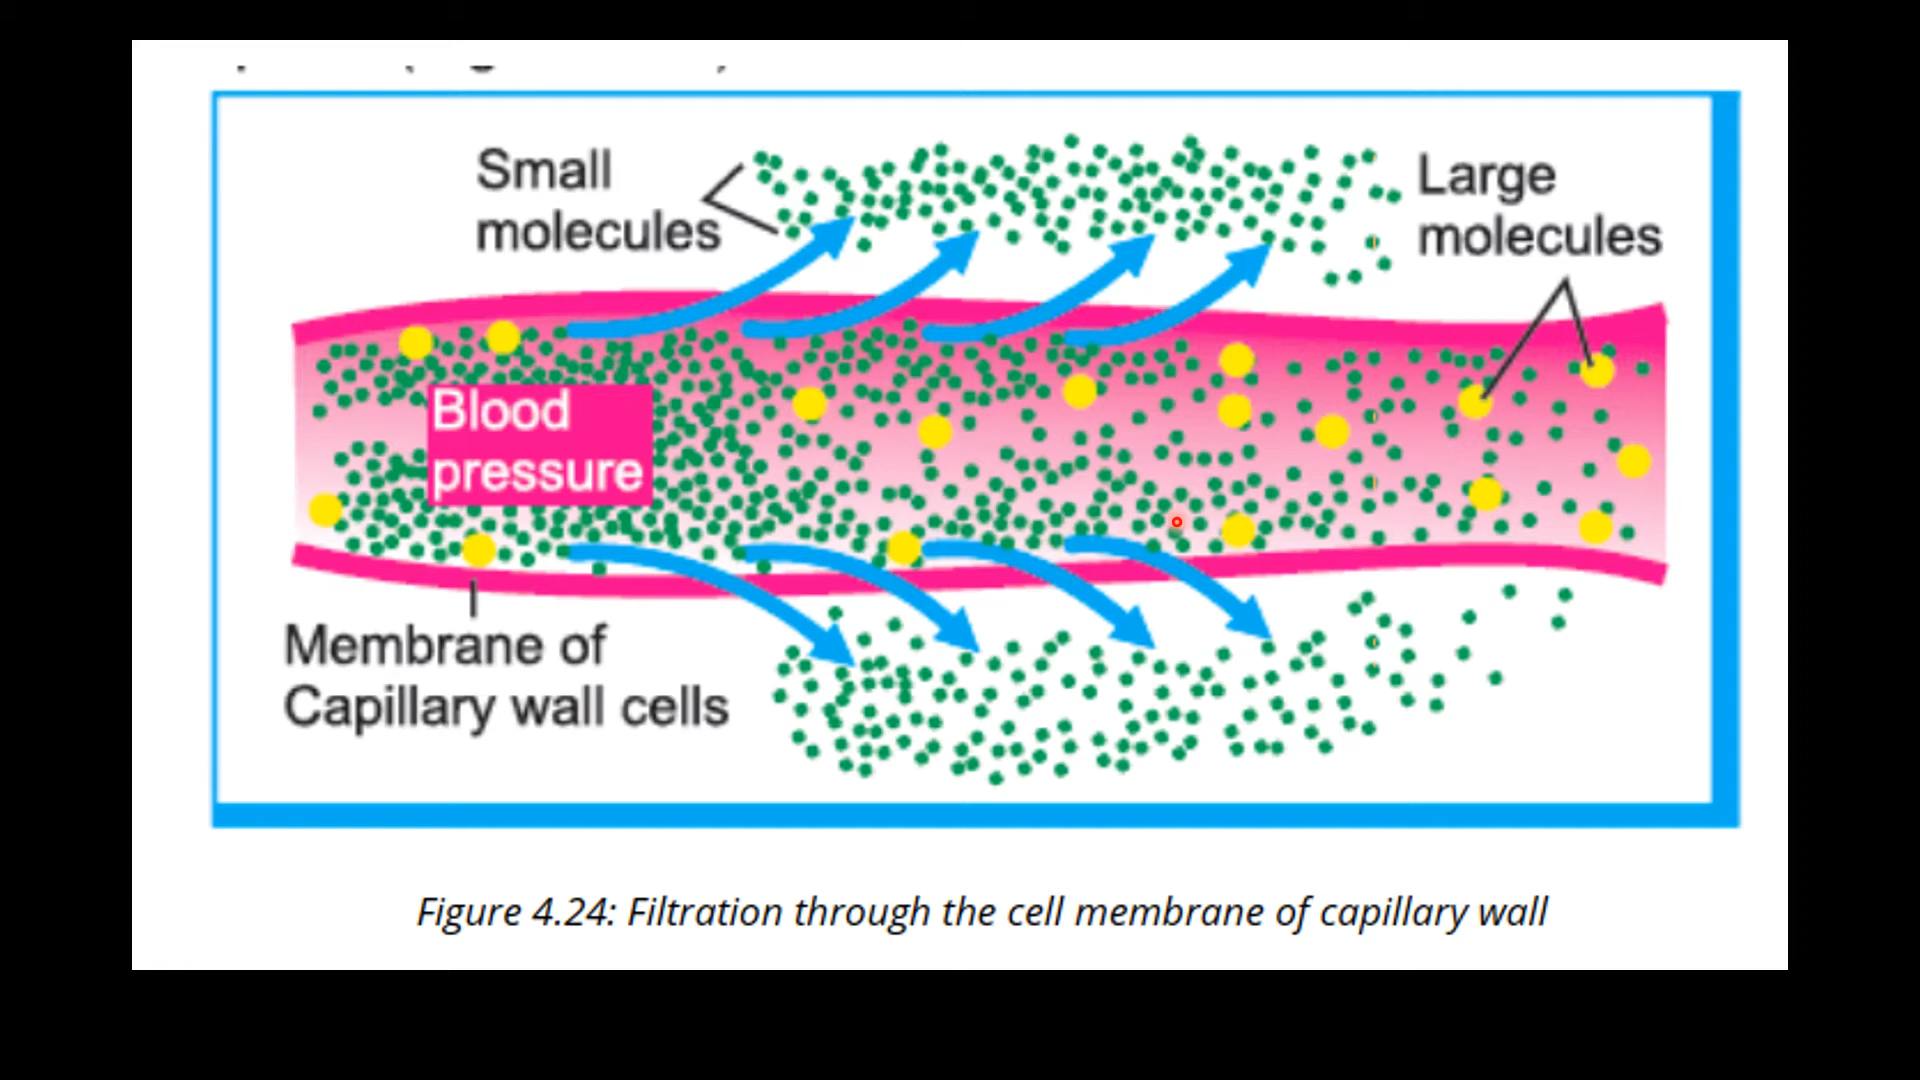 Small
molecules
Large
molecules
Blood
pressure
Membrane of
Capillary wall cells
Figure 4.24: Filtration through the cell membrane of capillary wall